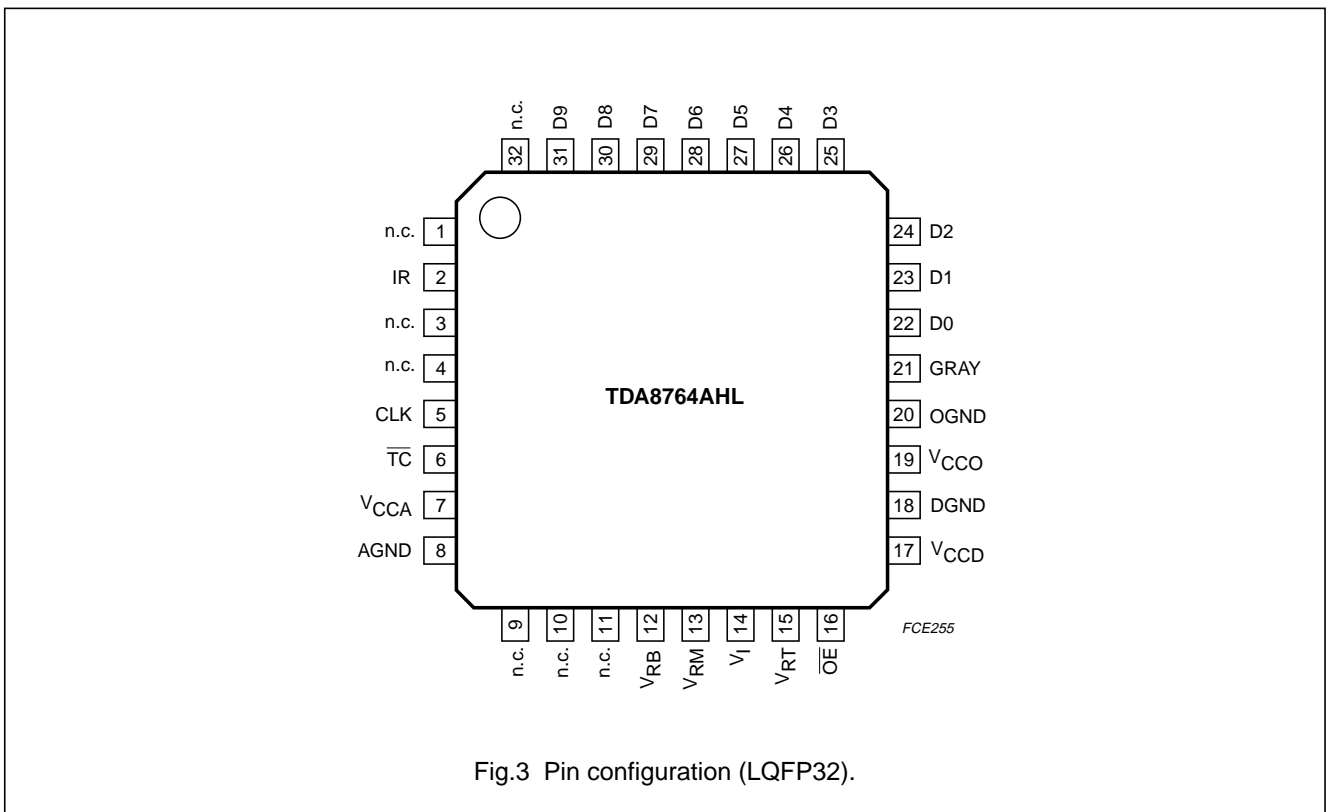 n.c. D9 D8 D7 D6 D5 D4 D3
32 31 30 29 28 27 26 25
n.c. 1
IR 2
n.c. 3
n.c. 4
CLK 5
T̅C̅ 6
VCCA 7
AGND 8
TDA8764AHL
24 D2
23 D1
22 D0
21 GRAY
20 OGND
19 VCCO
18 DGND
17 VCCD
9 10 11 12 13 14 15 16
n.c. n.c. n.c. VRB VRM VI VRT O̅E̅
FCE255
Fig.3 Pin configuration (LQFP32).